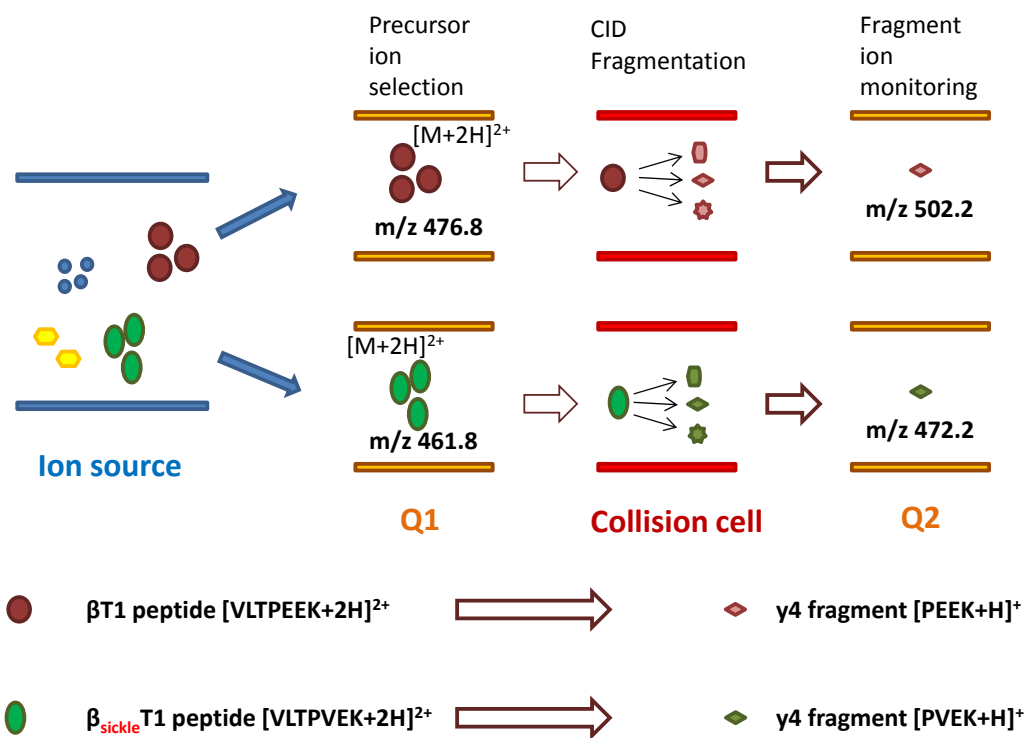 Precursor
ion
selection
CID
Fragmentation
Fragment
ion
monitoring
[M+2H]²⁺
m/z 476.8
m/z 502.2
[M+2H]²⁺
m/z 461.8
m/z 472.2
Ion source
Q1
Collision cell
Q2
βT1 peptide [VLTPEEK+2H]²⁺
y4 fragment [PEEK+H]⁺
βsickleT1 peptide [VLTPVEK+2H]²⁺
y4 fragment [PVEK+H]⁺